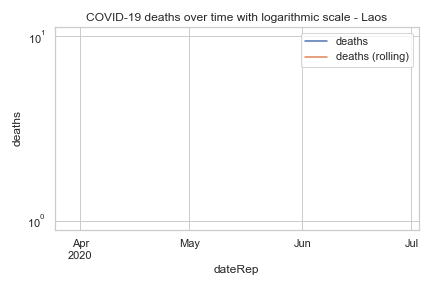 COVID-19 deaths over time with logarithmic scale - Laos
deaths
deaths (rolling)
10¹
deaths
10⁰
Apr
2020
May
Jun
Jul
dateRep